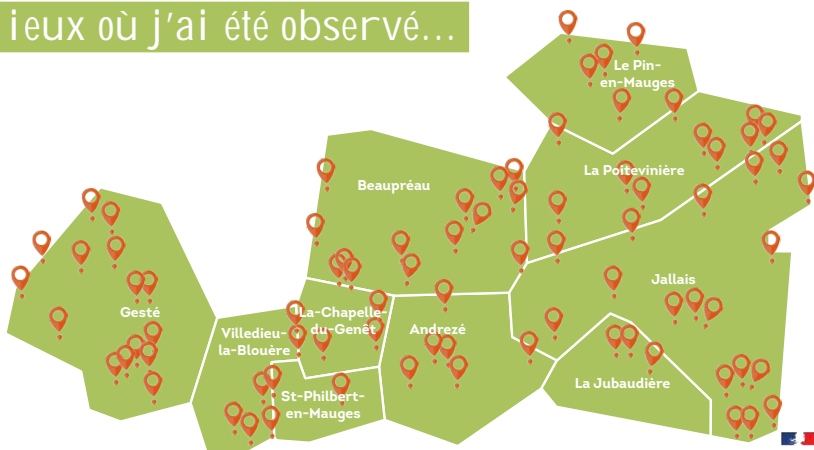 ieux où j'ai été observé...
Le Pin-
en-Mauges
La Poitevinière
Beaupréau
Jallais
Gesté
La-Chapelle-
du-Genêt
Andrezé
Villedieu-
la-Blouère
La Jubaudière
St-Philbert-
en-Mauges